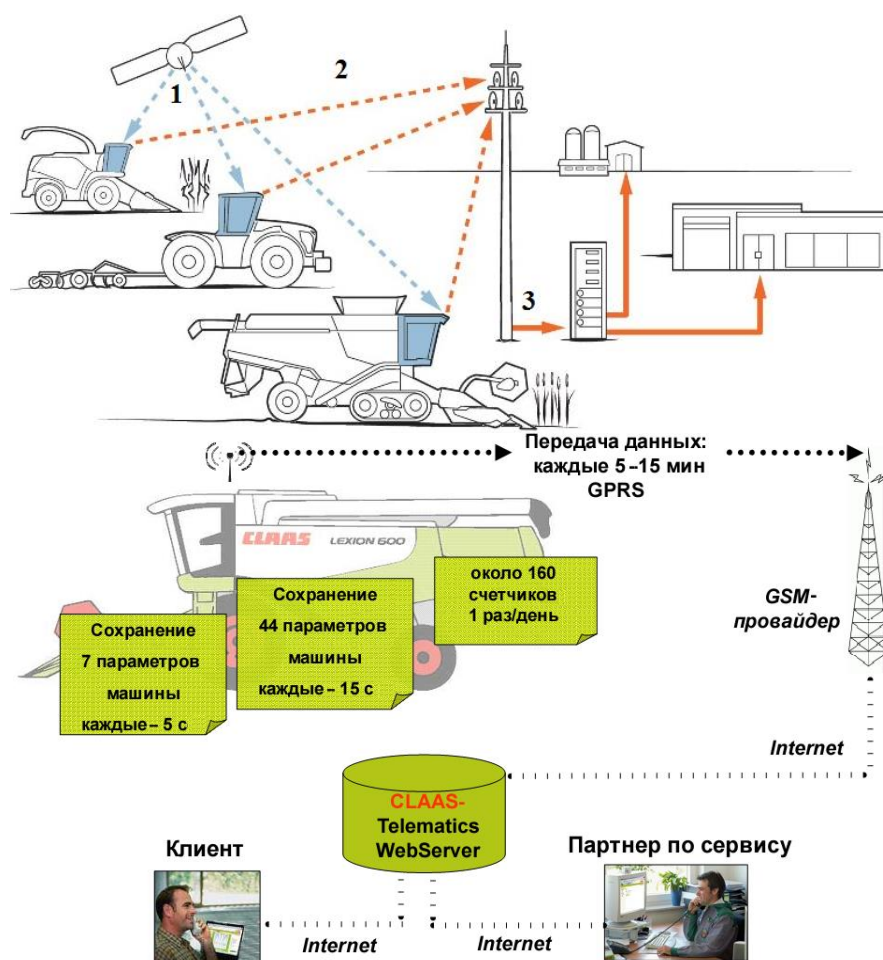 1
2
3
Передача данных:
каждые 5–15 мин
GPRS
CLAAS LEXION 600
Сохранение
7 параметров
машины
каждые – 5 с
Сохранение
44 параметров
машины
каждые – 15 с
около 160
счетчиков
1 раз/день
GSM-
провайдер
Internet
CLAAS-
Telematics
WebServer
Клиент
Партнер по сервису
Internet
Internet